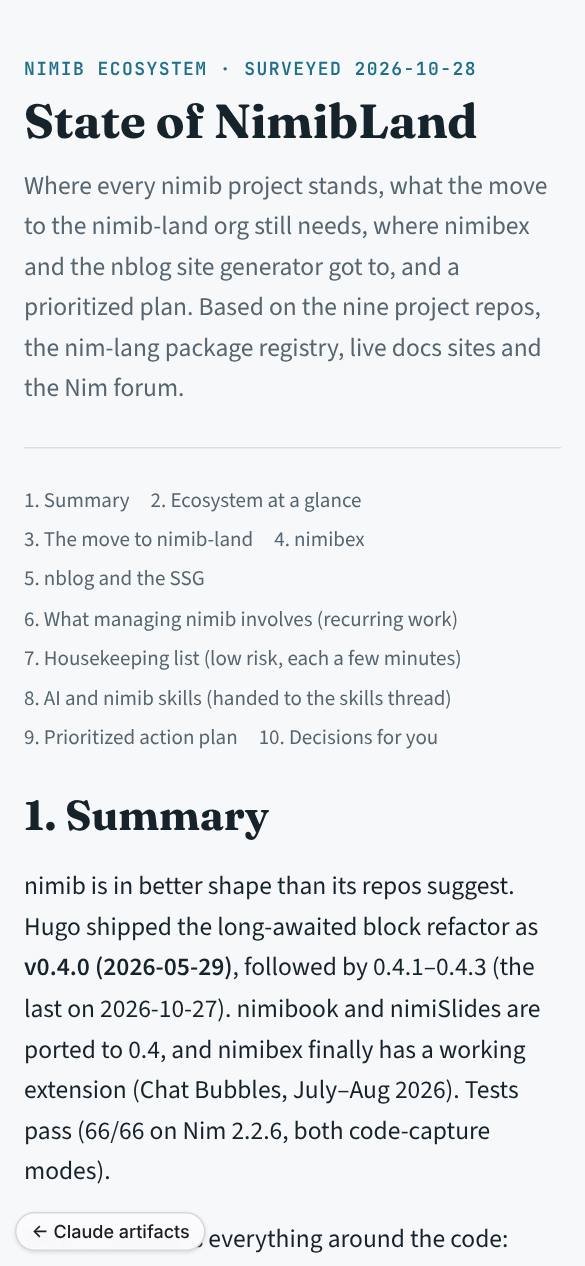 NIMIB ECOSYSTEM · SURVEYED 2026-10-28
State of NimibLand
Where every nimib project stands, what the move
to the nimib-land org still needs, where nimibex
and the nblog site generator got to, and a
prioritized plan. Based on the nine project repos,
the nim-lang package registry, live docs sites and
the Nim forum.
1. Summary 2. Ecosystem at a glance
3. The move to nimib-land 4. nimibex
5. nblog and the SSG
6. What managing nimib involves (recurring work)
7. Housekeeping list (low risk, each a few minutes)
8. AI and nimib skills (handed to the skills thread)
9. Prioritized action plan 10. Decisions for you
1. Summary
nimib is in better shape than its repos suggest.
Hugo shipped the long-awaited block refactor as
v0.4.0 (2026-05-29), followed by 0.4.1–0.4.3 (the
last on 2026-10-27). nimibook and nimiSlides are
ported to 0.4, and nimibex finally has a working
extension (Chat Bubbles, July–Aug 2026). Tests
pass (66/66 on Nim 2.2.6, both code-capture
modes).
← Claude artifacts everything around the code: